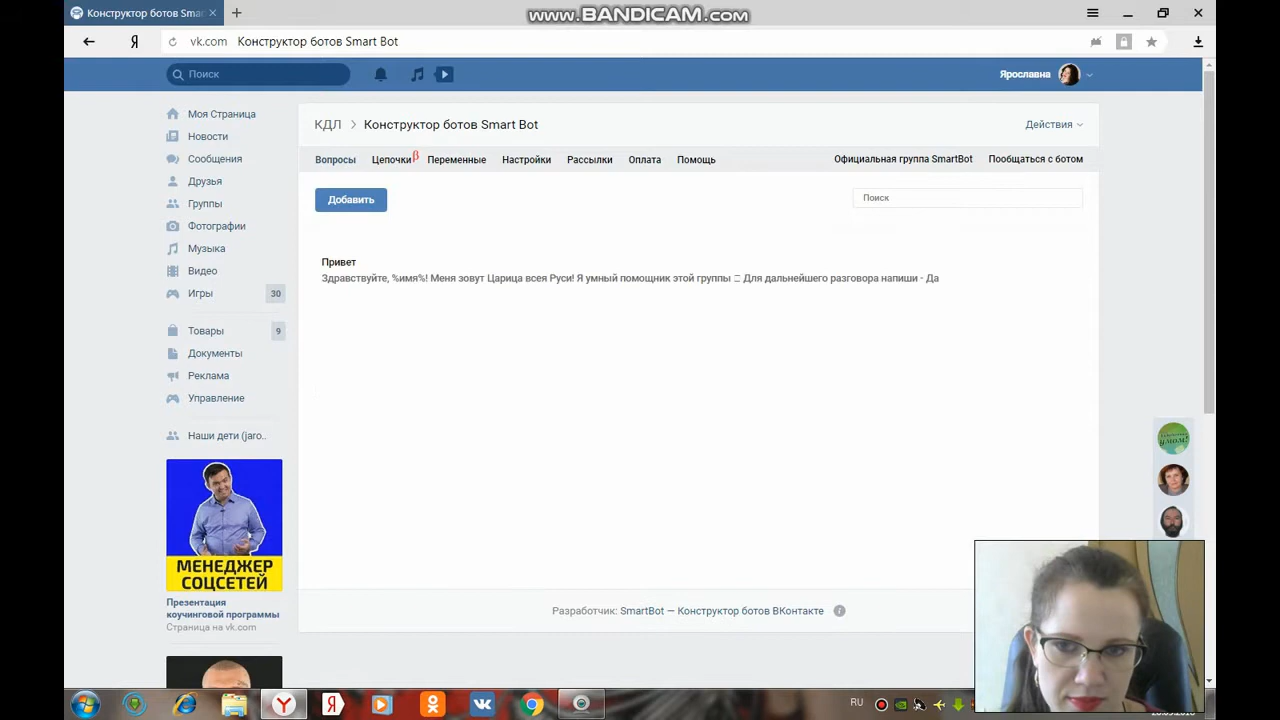 Конструктор ботов Smar
www.BANDICAM.com
vk.com Конструктор ботов Smart Bot
Поиск
Ярославна
Моя Страница
Новости
Сообщения
Друзья
Группы
Фотографии
Музыка
Видео
Игры 30
Товары 9
Документы
Реклама
Управление
Наши дети (jaro..
МЕНЕДЖЕР
СОЦСЕТЕЙ
Презентация
коучинговой программы
Страница на vk.com
КДЛ > Конструктор ботов Smart Bot
Действия
Вопросы Цепочкиβ Переменные Настройки Рассылки Оплата Помощь Официальная группа SmartBot Пообщаться с ботом
Добавить
Поиск
Привет
Здравствуйте, %имя%! Меня зовут Царица всея Руси! Я умный помощник этой группы □ Для дальнейшего разговора напиши - Да
Разработчик: SmartBot — Конструктор ботов ВКонтакте
RU